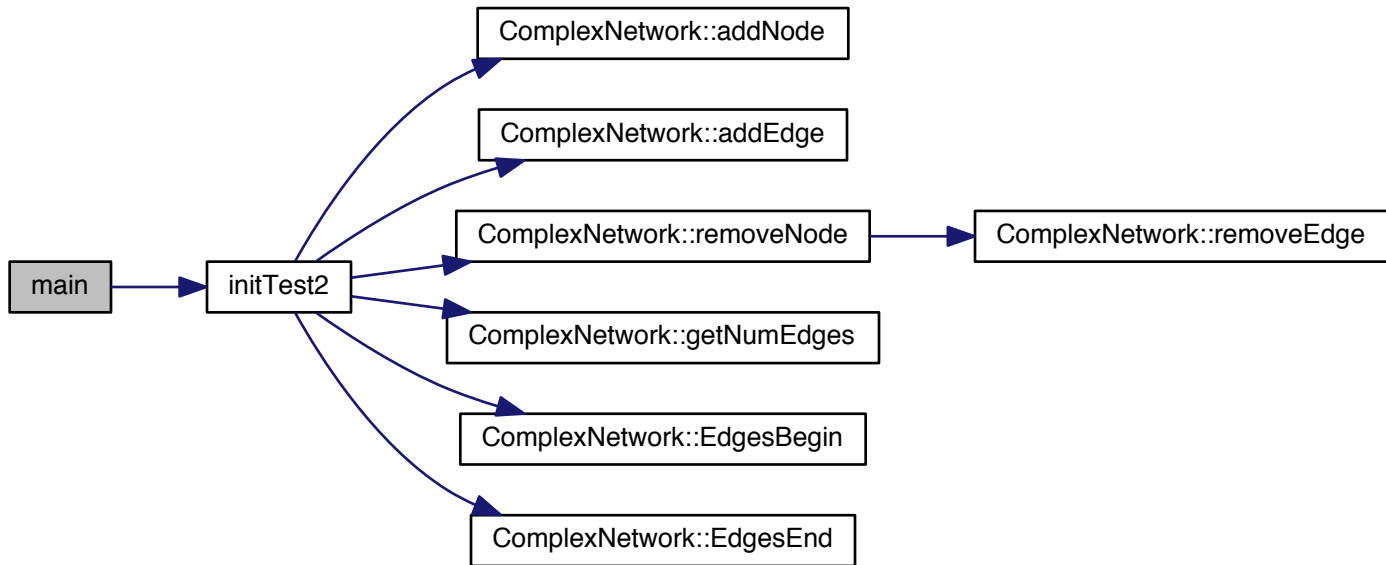 main
initTest2
ComplexNetwork::addNode
ComplexNetwork::addEdge
ComplexNetwork::removeNode
ComplexNetwork::removeEdge
ComplexNetwork::getNumEdges
ComplexNetwork::EdgesBegin
ComplexNetwork::EdgesEnd